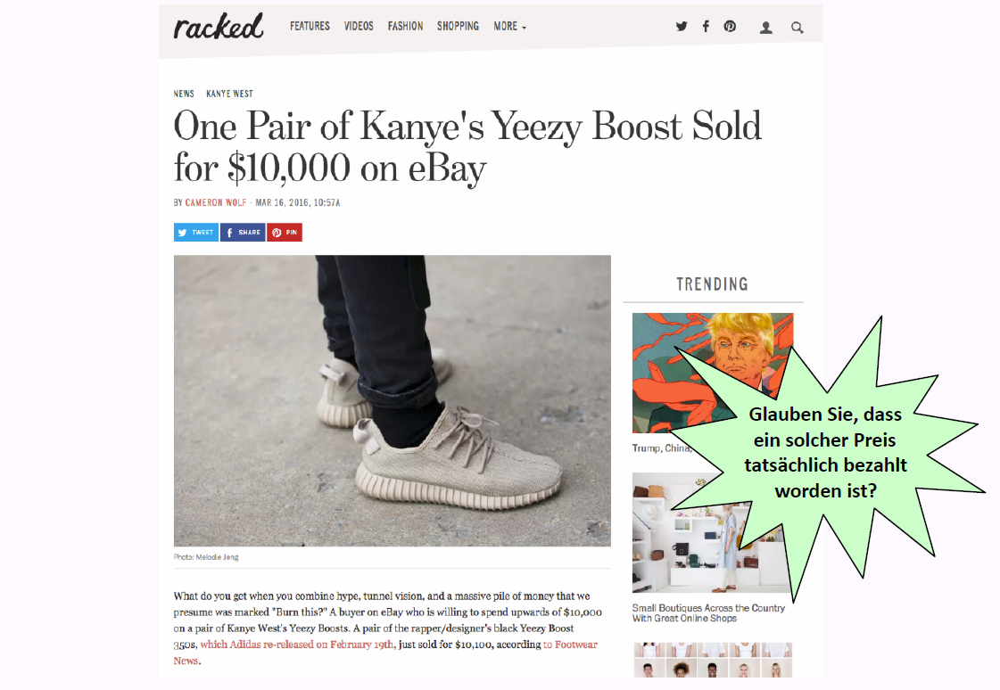 racked
FEATURES VIDEOS FASHION SHOPPING MORE
NEWS KANYE WEST
One Pair of Kanye's Yeezy Boost Sold
for $10,000 on eBay
BY CAMERON WOLF - MAR 16, 2016, 10:57A
TWEET SHARE PIN
Photo: Melodie Jeng
What do you get when you combine hype, tunnel vision, and a massive pile of money that we
presume was marked "Burn this?" A buyer on eBay who is willing to spend upwards of $10,000
on a pair of Kanye West's Yeezy Boosts. A pair of the rapper/designer's black Yeezy Boost
350s, which Adidas re-released on February 19th, just sold for $10,100, according to Footwear
News.
TRENDING
Trump, China,
Small Boutiques Across the Country
With Great Online Shops
Glauben Sie, dass
ein solcher Preis
tatsächlich bezahlt
worden ist?